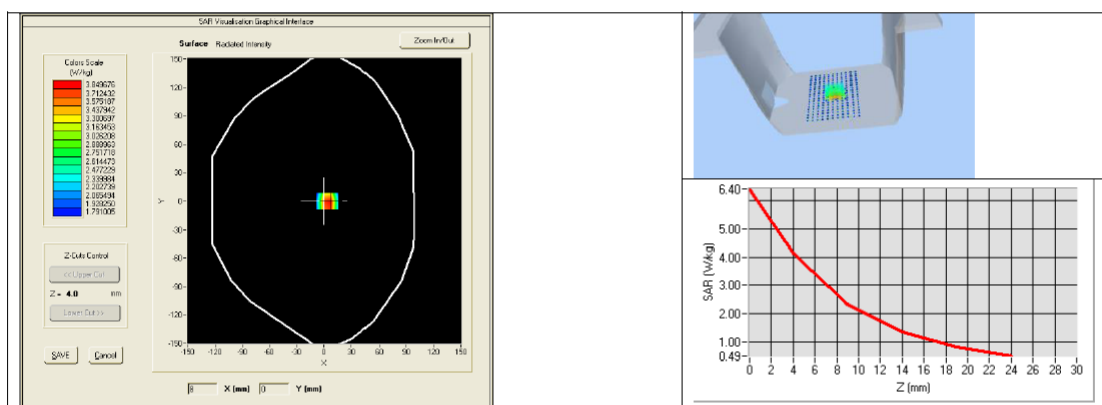 SAR Visualisation Graphical Interface
Surface Radiated Intensity
Zoom In/Out
Colors Scale
(W/kg)
3.849676
3.712432
3.575187
3.437942
3.300697
3.163453
3.026208
2.888963
2.751718
2.614473
2.477229
2.339984
2.202739
2.065494
1.928250
1.791005
Z-Cuts Control
<< Upper Cut
Z = 4.0 mm
Lower Cut >>
SAVE Cancel
150
120
90
60
30
0
-30
-60
-90
-120
-150
Y
-150 -120 -90 -60 -30 0 30 60 90 120 150
X
8 X (mm) 0 Y (mm)
6.40
5.00
4.00
3.00
2.00
1.00
0.49
SAR (W/kg)
0 2 4 6 8 10 12 14 16 18 20 22 24 26 28 30
Z (mm)